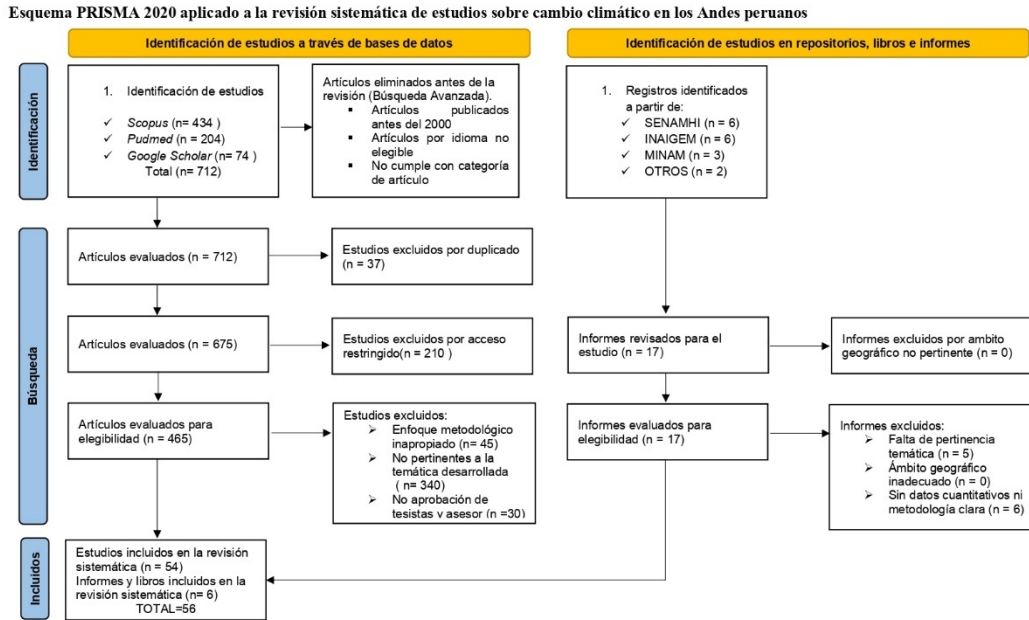 Esquema PRISMA 2020 aplicado a la revisión sistemática de estudios sobre cambio climático en los Andes peruanos
Identificación de estudios a través de bases de datos
Identificación de estudios en repositorios, libros e informes
Identificación
1. Identificación de estudios
✓ Scopus (n= 434 )
✓ Pudmed (n = 204)
✓ Google Scholar (n= 74 )
Total (n= 712)
Artículos eliminados antes de la
revisión (Búsqueda Avanzada).
▪ Artículos publicados
antes del 2000
▪ Artículos por idioma no
elegible
▪ No cumple con categoría
de artículo
1. Registros identificados
a partir de:
✓ SENAMHI (n = 6)
✓ INAIGEM (n = 6)
✓ MINAM (n = 3)
✓ OTROS (n = 2)
Búsqueda
Artículos evaluados (n = 712)
Estudios excluidos por duplicado
(n = 37)
Artículos evaluados (n = 675)
Estudios excluidos por acceso
restringido(n = 210 )
Informes revisados para el
estudio (n = 17)
Informes excluidos por ambito
geográfico no pertinente (n = 0)
Artículos evaluados para
elegibilidad (n = 465)
Estudios excluidos:
➢ Enfoque metodológico
inapropiado (n= 45)
➢ No pertinentes a la
temática desarrollada
( n= 340)
➢ No aprobación de
tesistas y asesor (n =30)
Informes evaluados para
elegibilidad (n = 17)
Informes excluidos:
➢ Falta de pertinencia
temática (n = 5)
➢ Ámbito geográfico
inadecuado (n = 0)
➢ Sin datos cuantitativos ni
metodología clara (n = 6)
Incluidos
Estudios incluidos en la revisión
sistemática (n = 54)
Informes y libros incluidos en la
revisión sistemática (n= 6)
TOTAL=56